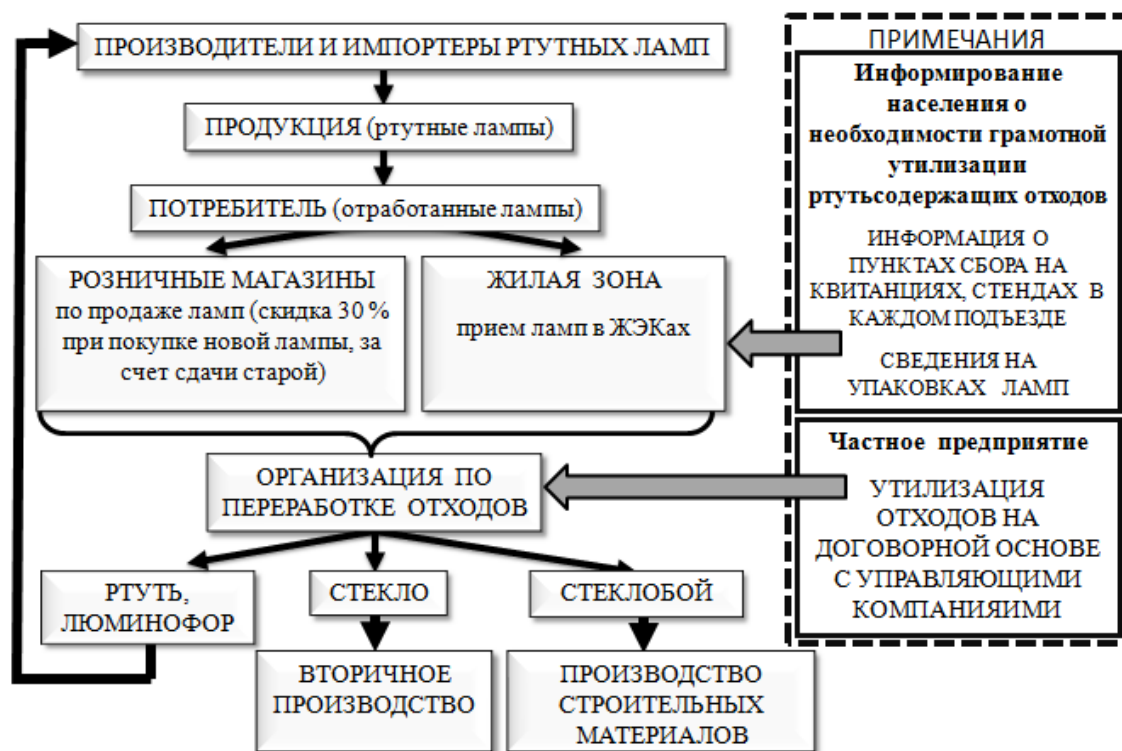 ПРОИЗВОДИТЕЛИ И ИМПОРТЕРЫ РТУТНЫХ ЛАМП
ПРОДУКЦИЯ (ртутные лампы)
ПОТРЕБИТЕЛЬ (отработанные лампы)
РОЗНИЧНЫЕ МАГАЗИНЫ
по продаже ламп (скидка 30 %
при покупке новой лампы, за
счет сдачи старой)
ЖИЛАЯ ЗОНА
прием ламп в ЖЭКах
ОРГАНИЗАЦИЯ ПО
ПЕРЕРАБОТКЕ ОТХОДОВ
РТУТЬ,
ЛЮМИНОФОР
СТЕКЛО
СТЕКЛОБОЙ
ВТОРИЧНОЕ
ПРОИЗВОДСТВО
ПРОИЗВОДСТВО
СТРОИТЕЛЬНЫХ
МАТЕРИАЛОВ
ПРИМЕЧАНИЯ
Информирование
населения о
необходимости грамотной
утилизации
ртутьсодержащих отходов
ИНФОРМАЦИЯ О
ПУНКТАХ СБОРА НА
КВИТАНЦИЯХ, СТЕНДАХ В
КАЖДОМ ПОДЪЕЗДЕ
СВЕДЕНИЯ НА
УПАКОВКАХ ЛАМП
Частное предприятие
УТИЛИЗАЦИЯ
ОТХОДОВ НА
ДОГОВОРНОЙ ОСНОВЕ
С УПРАВЛЯЮЩИМИ
КОМПАНИЯИМИ